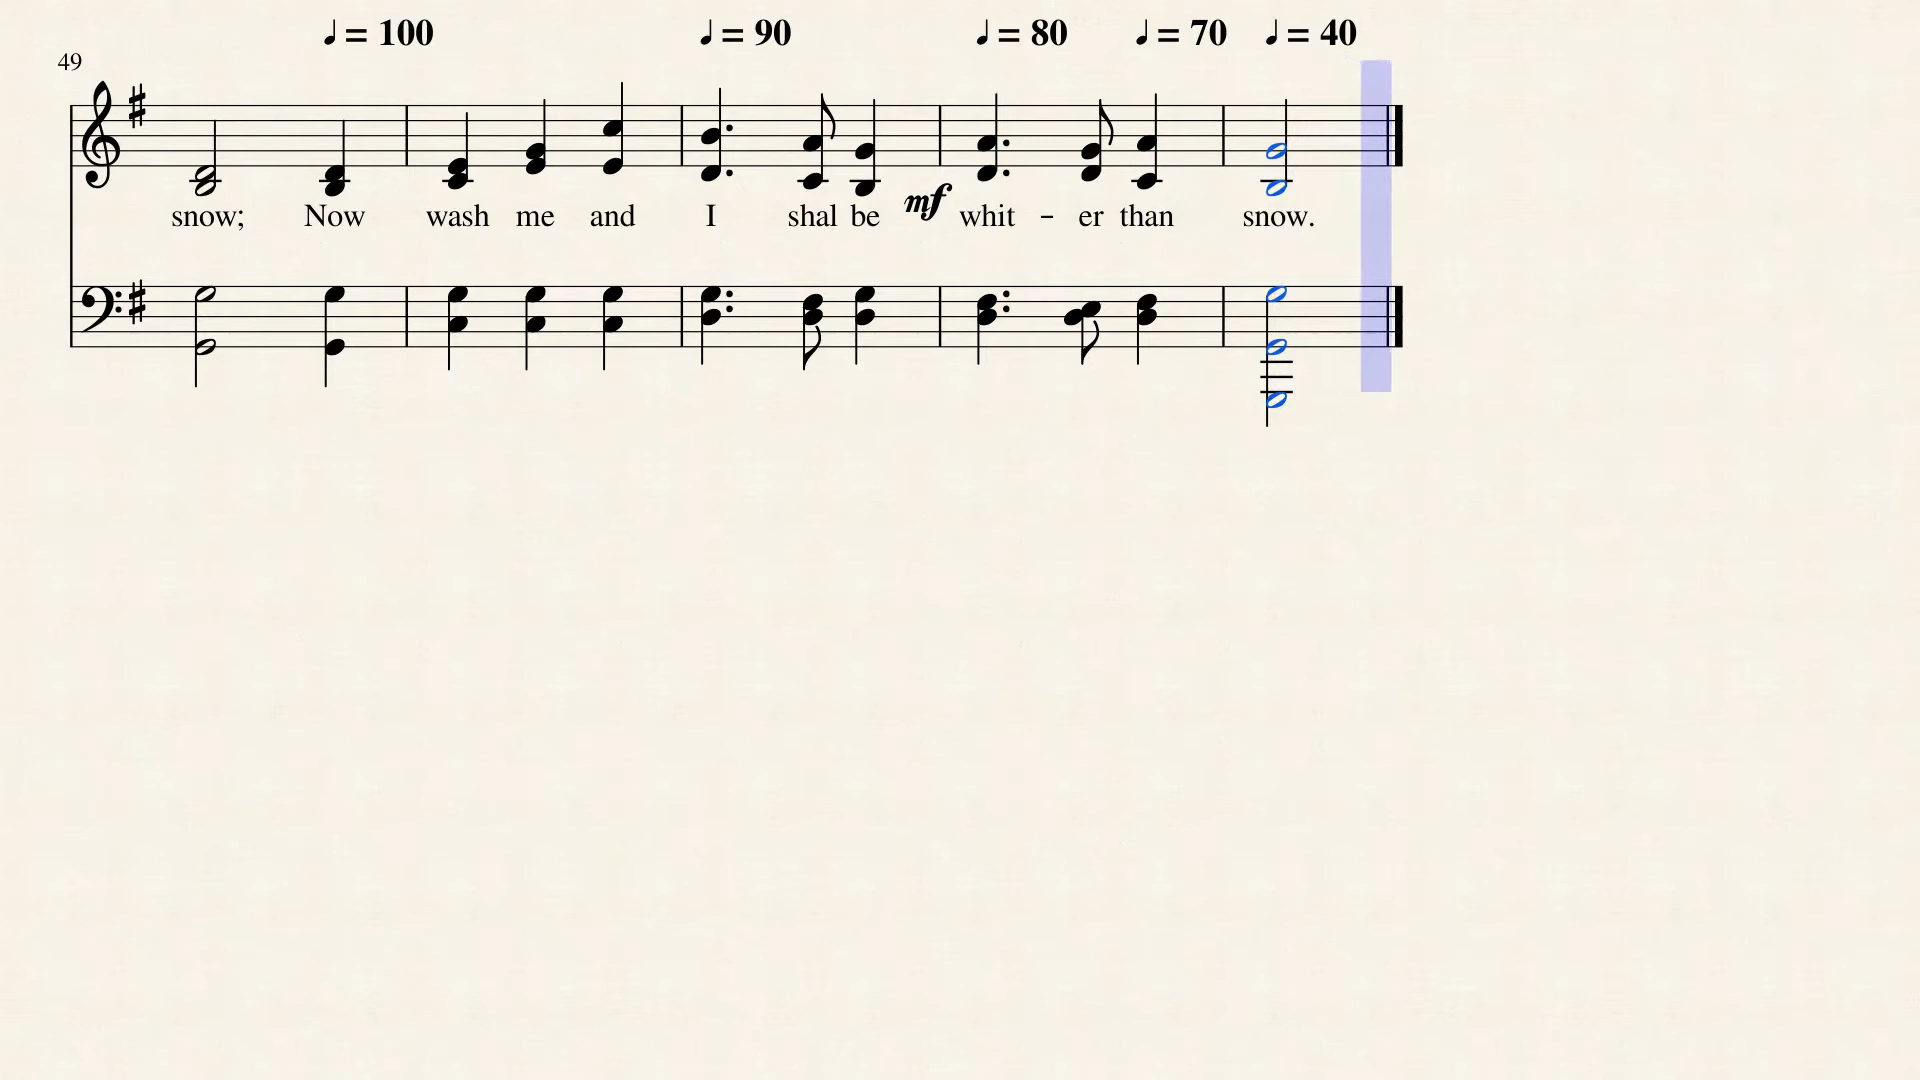 ♩ = 100 ♩ = 90 ♩ = 80 ♩ = 70 ♩ = 40
49
mf
snow; Now wash me and I shal be whit - er than snow.